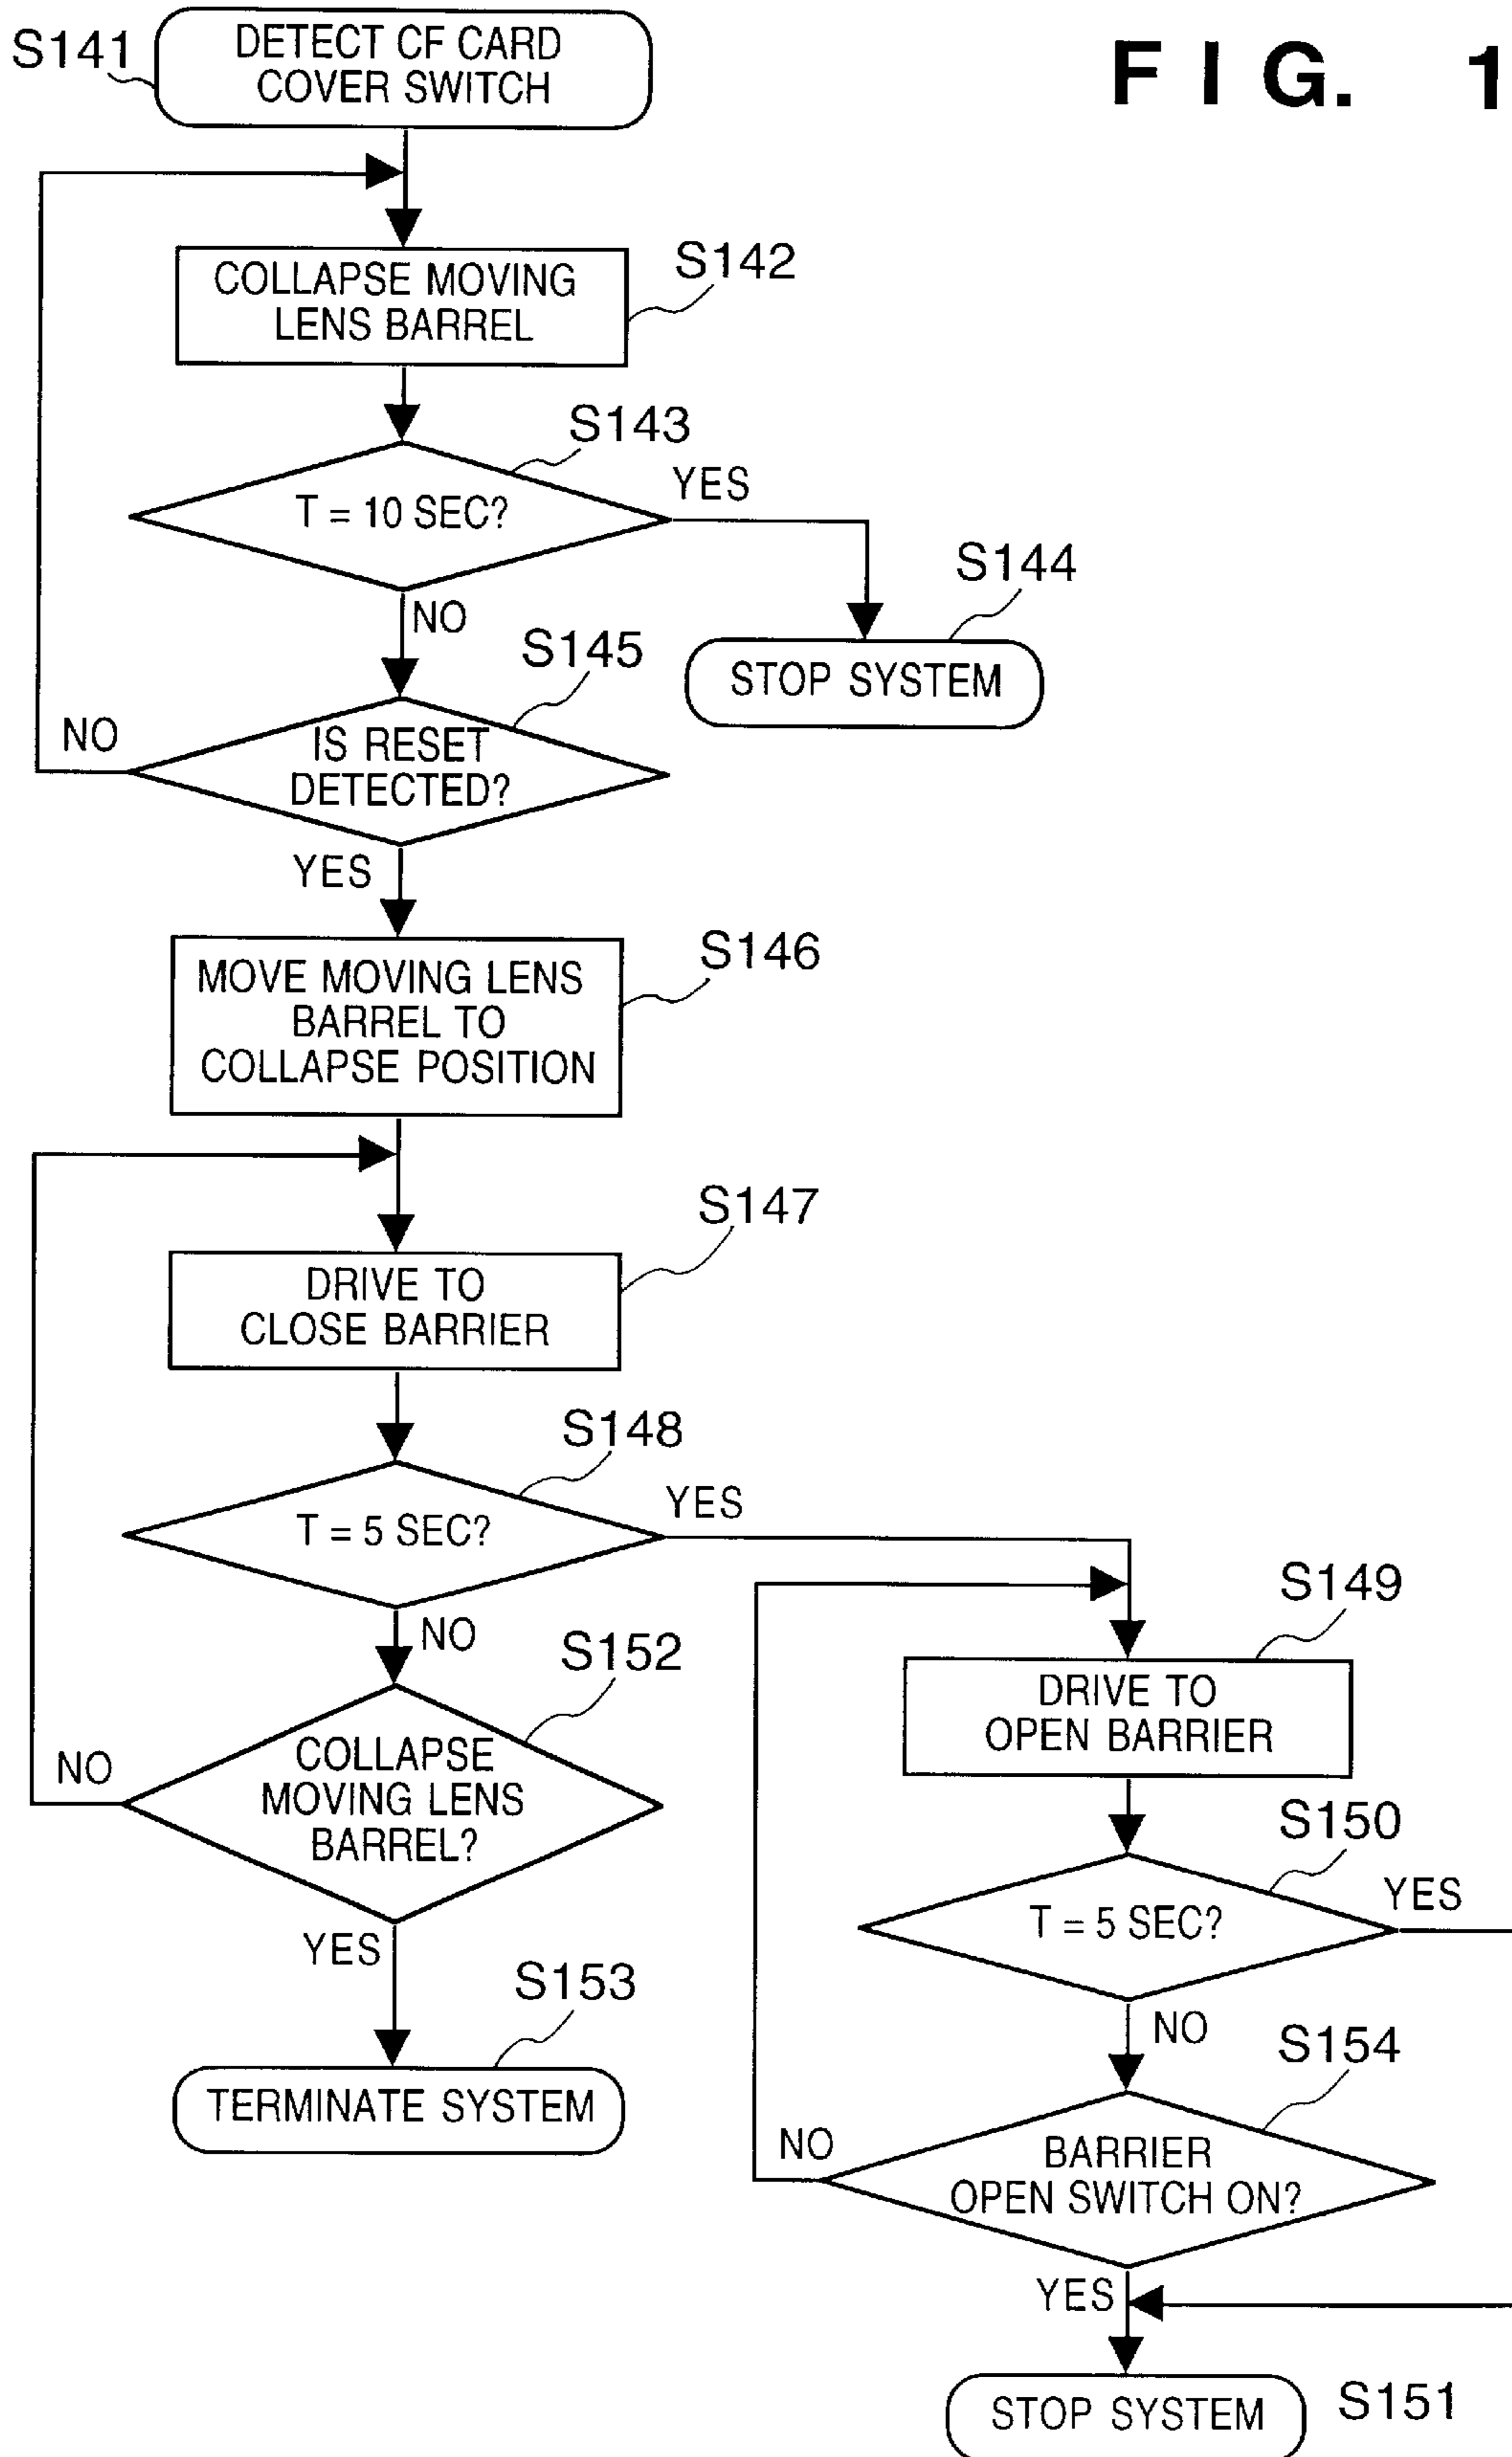 FIG. 1
S141
DETECT CF CARD
COVER SWITCH
S142
COLLAPSE MOVING
LENS BARREL
S143
T = 10 SEC?
YES
NO
S144
STOP SYSTEM
S145
IS RESET
DETECTED?
NO
YES
S146
MOVE MOVING LENS
BARREL TO
COLLAPSE POSITION
S147
DRIVE TO
CLOSE BARRIER
S148
T = 5 SEC?
YES
NO
S149
DRIVE TO
OPEN BARRIER
S152
COLLAPSE
MOVING LENS
BARREL?
NO
YES
S150
T = 5 SEC?
YES
NO
S153
TERMINATE SYSTEM
S154
BARRIER
OPEN SWITCH ON?
NO
YES
STOP SYSTEM
S151